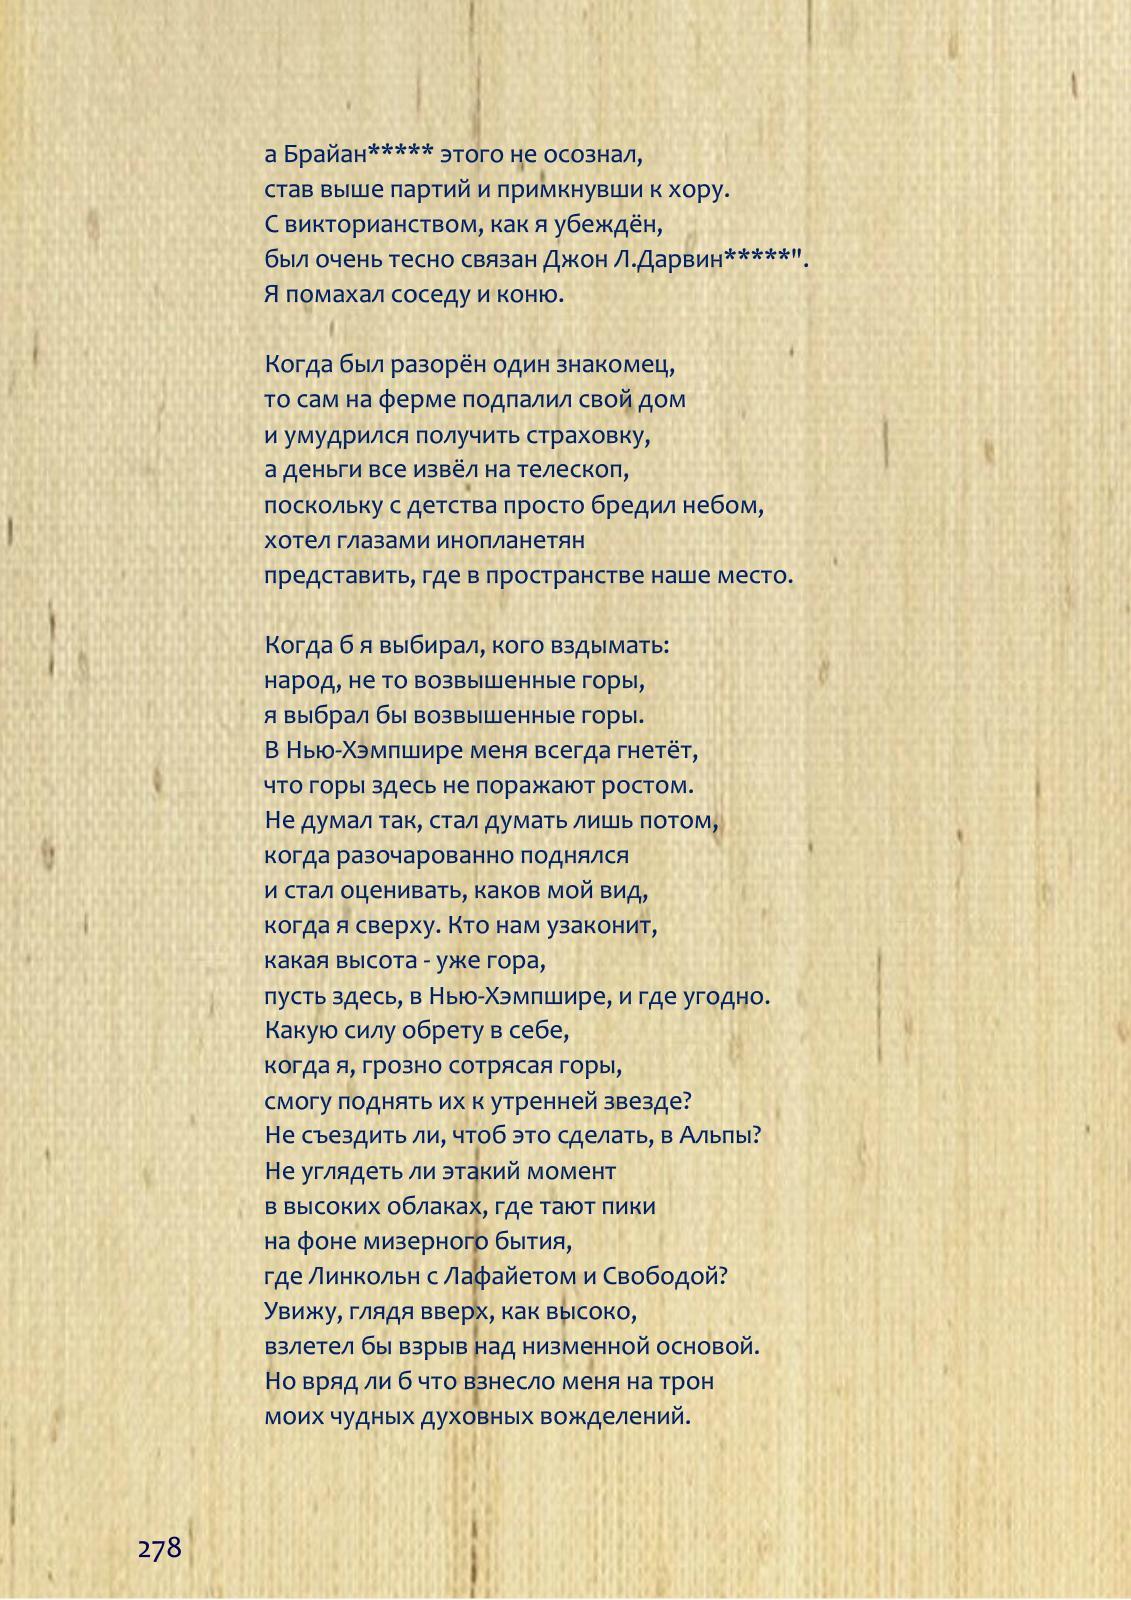 а Брайан***** этого не осознал,
став выше партий и примкнувши к хору.
С викторианством, как я убеждён,
был очень тесно связан Джон Л.Дарвин*****".
Я помахал соседу и коню.

Когда был разорён один знакомец,
то сам на ферме подпалил свой дом
и умудрился получить страховку,
а деньги все извёл на телескоп,
поскольку с детства просто бредил небом,
хотел глазами инопланетян
представить, где в пространстве наше место.

Когда б я выбирал, кого вздымать:
народ, не то возвышенные горы,
я выбрал бы возвышенные горы.
В Нью-Хэмпшире меня всегда гнетёт,
что горы здесь не поражают ростом.
Не думал так, стал думать лишь потом,
когда разочарованно поднялся
и стал оценивать, каков мой вид,
когда я сверху. Кто нам узаконит,
какая высота - уже гора,
пусть здесь, в Нью-Хэмпшире, и где угодно.
Какую силу обрету в себе,
когда я, грозно сотрясая горы,
смогу поднять их к утренней звезде?
Не съездить ли, чтоб это сделать, в Альпы?
Не углядеть ли этакий момент
в высоких облаках, где тают пики
на фоне мизерного бытия,
где Линкольн с Лафайетом и Свободой?
Увижу, глядя вверх, как высоко,
взлетел бы взрыв над низменной основой.
Но вряд ли б что взнесло меня на трон
моих чудных духовных вожделений.

278